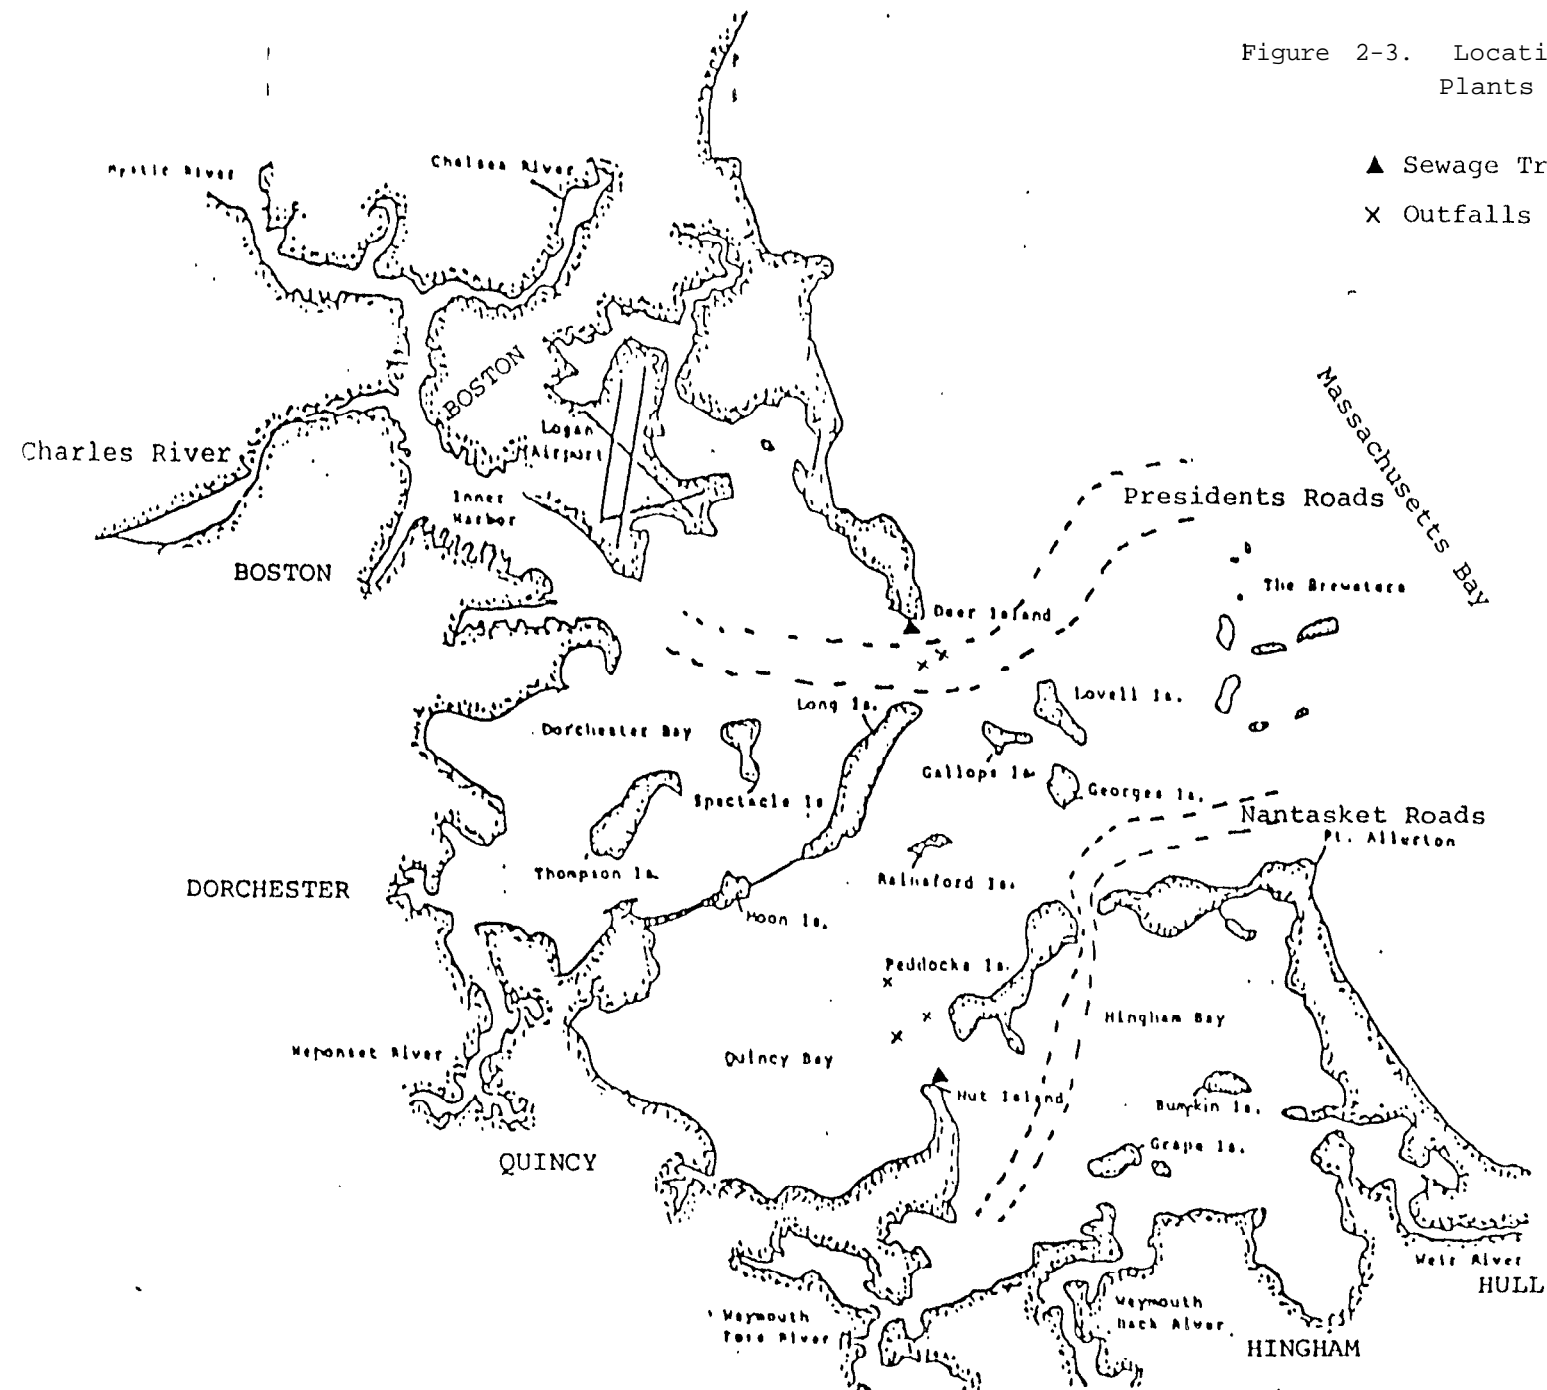 Figure 2-3. Locati
Plants
▲ Sewage Tr
x Outfalls
Mystic River
Chelsea River
BOSTON
Logan
Airport
Massachusetts Bay
Charles River
Inner
Harbor
Presidents Roads
BOSTON
The Brewsters
Deer Island
Long Is.
Lovell Is.
Dorchester Bay
Gallops Is.
Spectacle Is
Georges Is.
Nantasket Roads
Pt. Allerton
Thompson Is.
Rainsford Is.
DORCHESTER
Moon Is.
Peddocks Is.
Hingham Bay
Neponset River
Quincy Bay
Nut Island
Bumpkin Is.
Grape Is.
QUINCY
Weir River
HULL
Weymouth
Fore River
Weymouth
Back River
HINGHAM